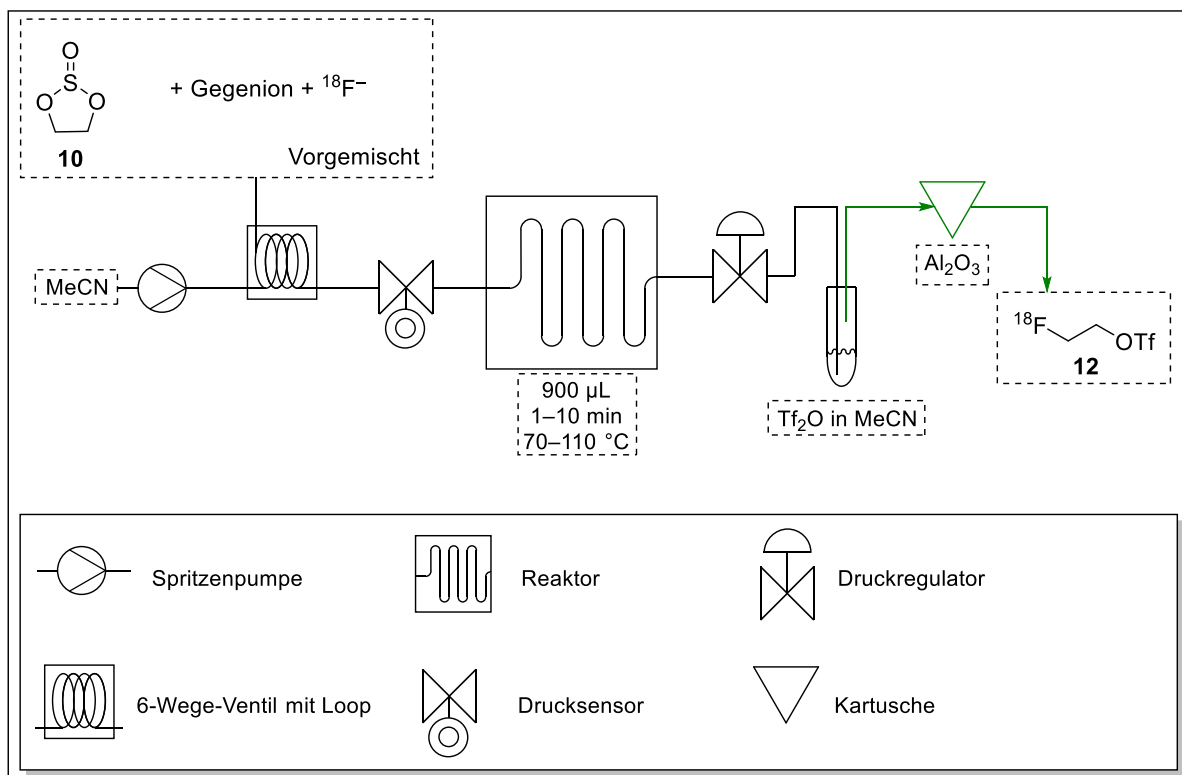 O
S
O
O
10
+ Gegenion + ¹⁸F⁻
Vorgemischt
MeCN
900 µL
1–10 min
70–110 °C
Tf₂O in MeCN
Al₂O₃
¹⁸F
OTf
12
Spritzenpumpe
Reaktor
Druckregulator
6-Wege-Ventil mit Loop
Drucksensor
Kartusche